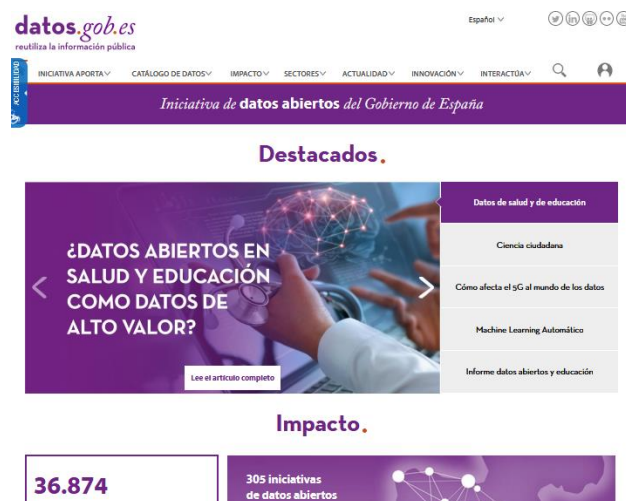 datos.gob.es
reutiliza la información pública
Español
ACCESIBILIDAD
INICIATIVA APORTA
CATÁLOGO DE DATOS
IMPACTO
SECTORES
ACTUALIDAD
INNOVACIÓN
INTERACTÚA
Iniciativa de datos abiertos del Gobierno de España
Destacados.
¿DATOS ABIERTOS EN
SALUD Y EDUCACIÓN
COMO DATOS DE
ALTO VALOR?
Lee el artículo completo
Datos de salud y de educación
Ciencia ciudadana
Cómo afecta el 5G al mundo de los datos
Machine Learning Automático
Informe datos abiertos y educación
Impacto.
36.874
305 iniciativas
de datos abiertos